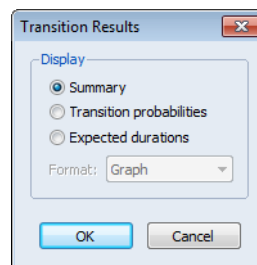 Transition Results
Display
Summary
Transition probabilities
Expected durations
Format: Graph
OK Cancel